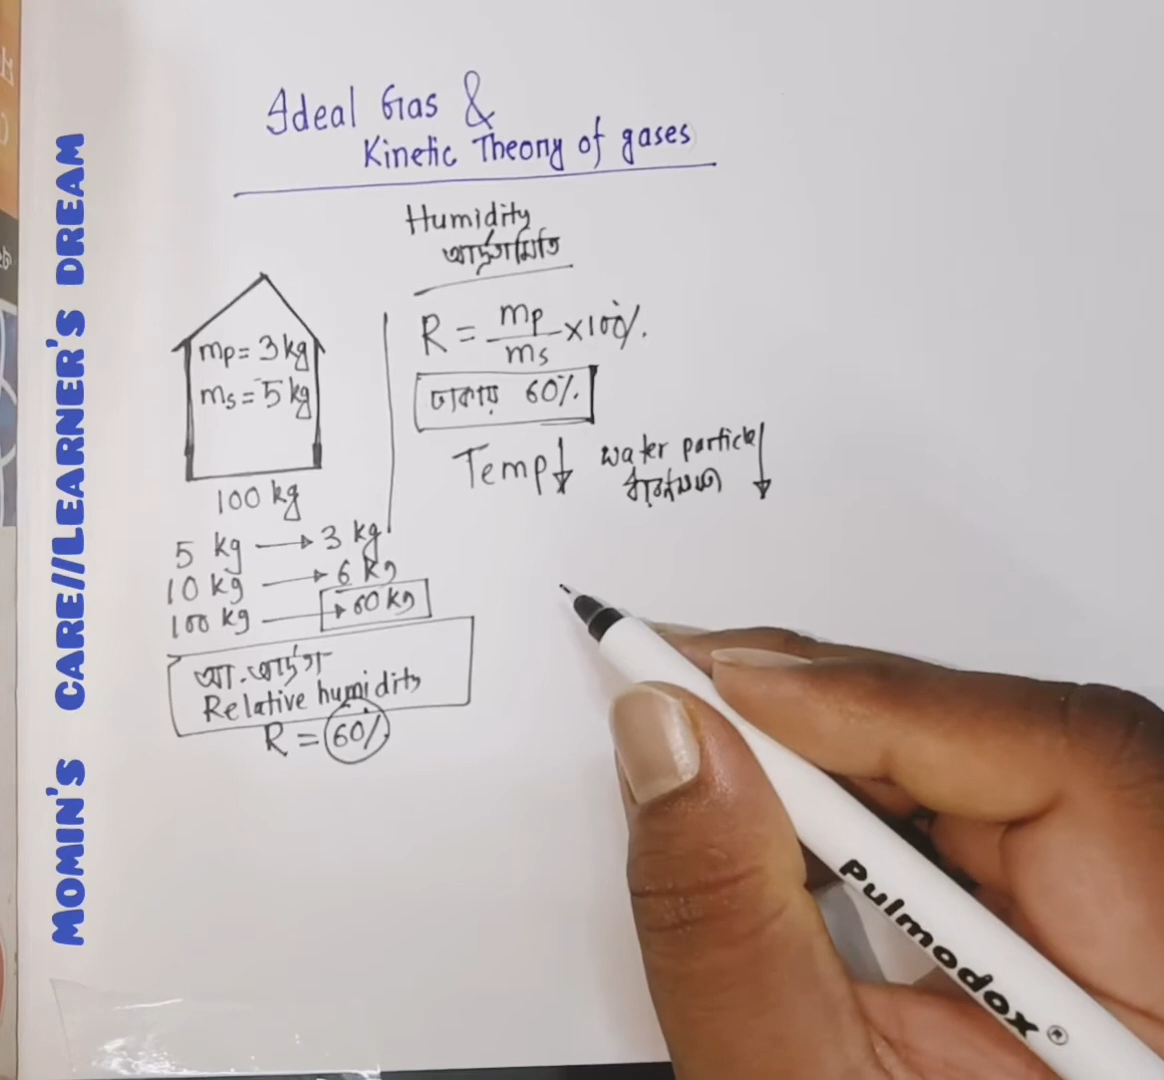 Ideal Gas &
Kinetic Theory of gases
Humidity
আর্দ্রতামিতি
mp = 3 kg
ms = 5 kg
100 kg
5 kg → 3 kg
10 kg → 6 kg
100 kg → 60 kg
আ. আর্দ্রতা
Relative humidity
R = 60%
R = mp/ms × 100%.
ঢাকায় 60%.
Temp↓ water particle
ধারণক্ষমতা ↓
MOMIN'S CARE//LEARNER'S DREAM
Pulmodox®